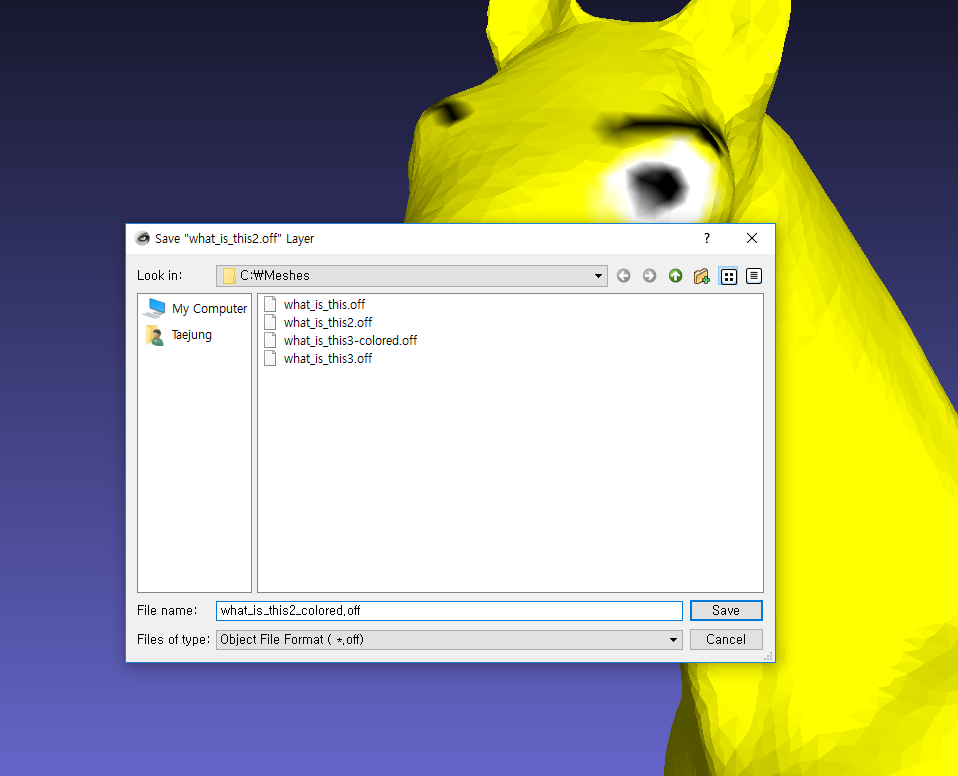 Save "what_is_this2.off" Layer
?
Look in:
C:₩Meshes
My Computer
Taejung
what_is_this.off
what_is_this2.off
what_is_this3-colored.off
what_is_this3.off
File name:
what_is_this2_colored.off
Save
Files of type:
Object File Format ( *.off)
Cancel